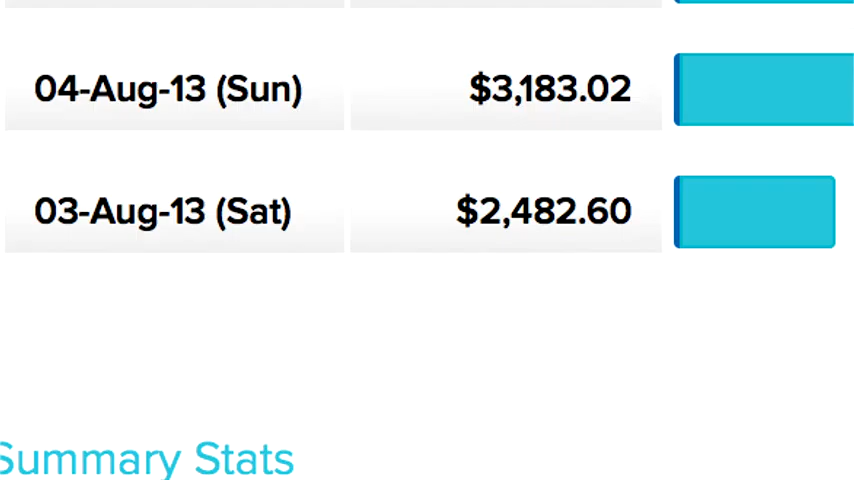 04-Aug-13 (Sun) $3,183.02
03-Aug-13 (Sat) $2,482.60
Summary Stats